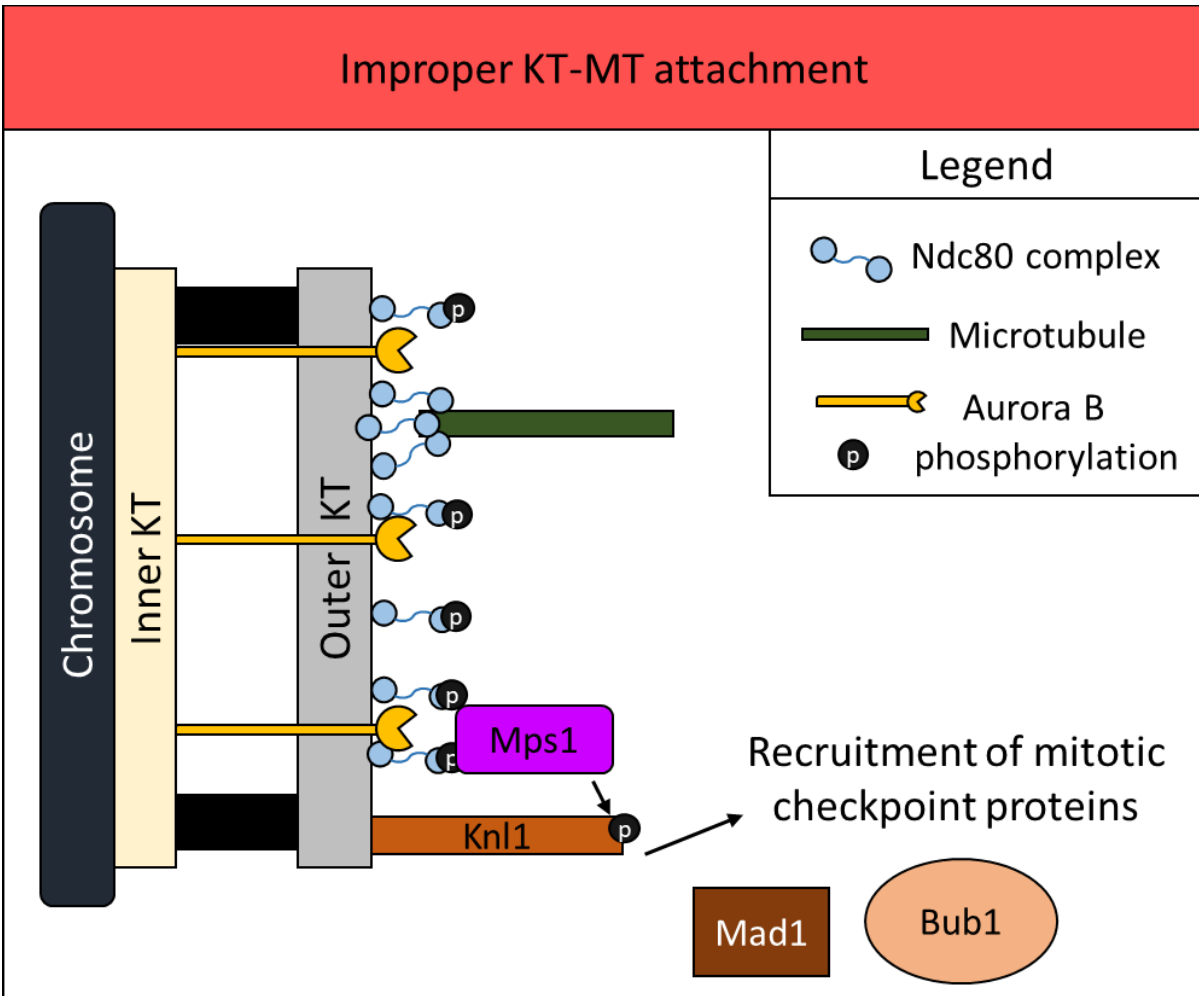 Improper KT-MT attachment
Legend
Ndc80 complex
Microtubule
Aurora B
p phosphorylation
Chromosome
Inner KT
Outer KT
p
p
p
p
p
Mps1
Knl1
p
Recruitment of mitotic
checkpoint proteins
Mad1
Bub1